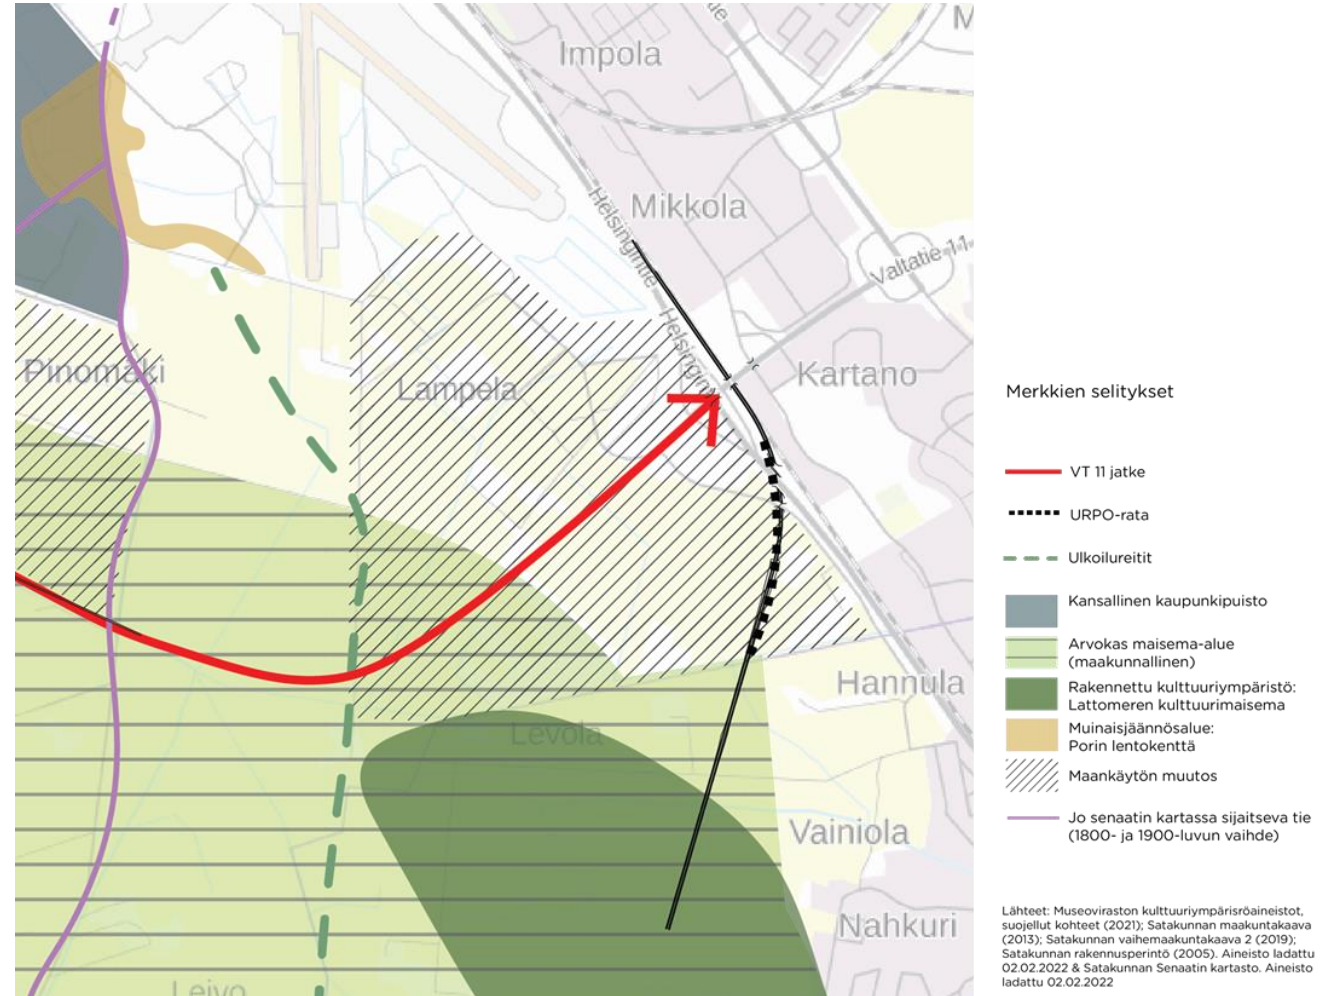 Impola
Mikkola
Helsingintie
Valtatie 11
Pinomäki
Lampela
Kartano
Hannula
Levola
Vainiola
Nahkuri
Leivo
Merkkien selitykset
VT 11 jatke
URPO-rata
Ulkoilureitit
Kansallinen kaupunkipuisto
Arvokas maisema-alue
(maakunnallinen)
Rakennettu kulttuuriympäristö:
Lattomeren kulttuurimaisema
Muinaisjäännösalue:
Porin lentokenttä
Maankäytön muutos
Jo senaatin kartassa sijaitseva tie
(1800- ja 1900-luvun vaihde)
Lähteet: Museoviraston kulttuuriympärisröaineistot,
suojellut kohteet (2021); Satakunnan maakuntakaava
(2013); Satakunnan vaihemaakuntakaava 2 (2019);
Satakunnan rakennusperintö (2005). Aineisto ladattu
02.02.2022 & Satakunnan Senaatin kartasto. Aineisto
ladattu 02.02.2022